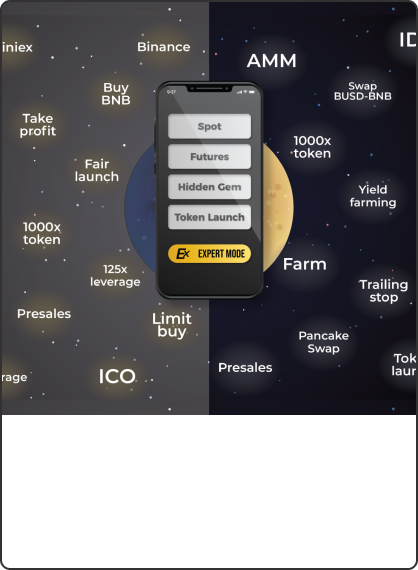 iniex
Binance
Buy
BNB
Take
profit
Fair
launch
1000x
token
125x
leverage
Presales
Limit
buy
rage
ICO
9:27
Spot
Futures
Hidden Gem
Token Launch
Ex EXPERT MODE
ID
AMM
Swap
BUSD-BNB
1000x
token
Yield
farming
Farm
Trailing
stop
Pancake
Swap
Presales
Tok
laun